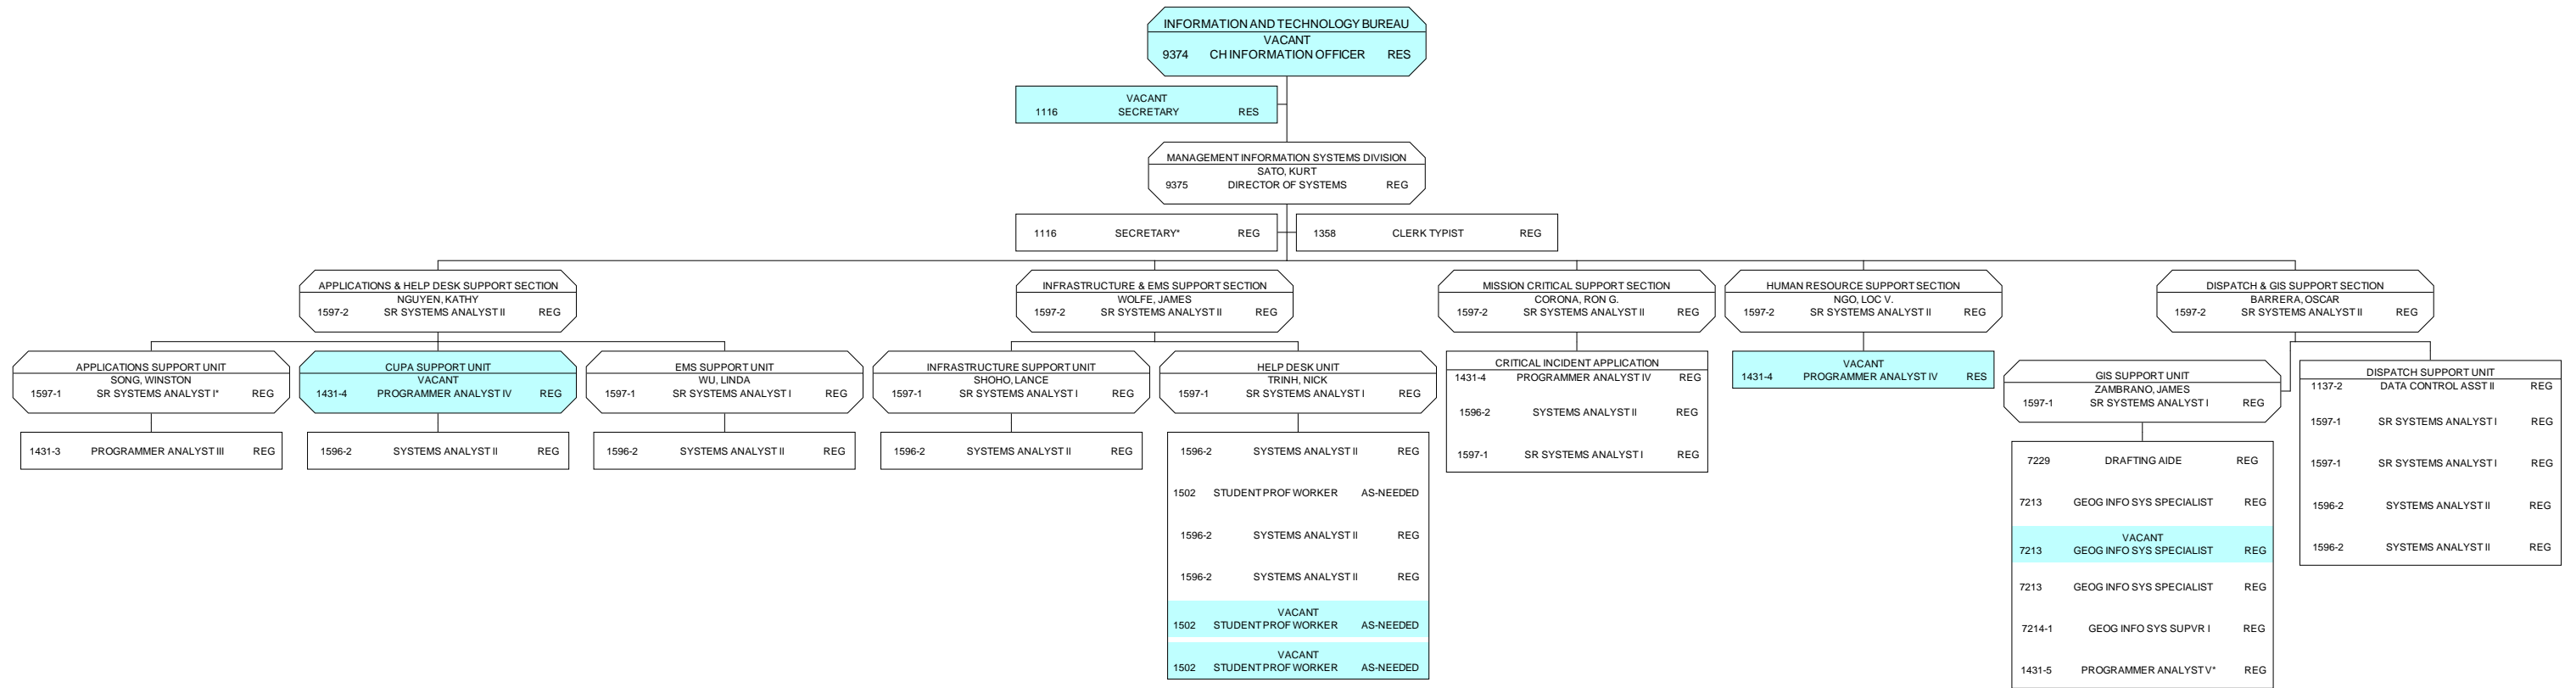 INFORMATION AND TECHNOLOGY BUREAU
VACANT
9374 CH INFORMATION OFFICER RES
VACANT
1116 SECRETARY RES
MANAGEMENT INFORMATION SYSTEMS DIVISION
SATO, KURT
9375 DIRECTOR OF SYSTEMS REG
1116 SECRETARY* REG
1358 CLERK TYPIST REG
APPLICATIONS & HELP DESK SUPPORT SECTION
NGUYEN, KATHY
1597-2 SR SYSTEMS ANALYST II REG
INFRASTRUCTURE & EMS SUPPORT SECTION
WOLFE, JAMES
1597-2 SR SYSTEMS ANALYST II REG
MISSION CRITICAL SUPPORT SECTION
CORONA, RON G.
1597-2 SR SYSTEMS ANALYST II REG
HUMAN RESOURCE SUPPORT SECTION
NGO, LOC V.
1597-2 SR SYSTEMS ANALYST II REG
DISPATCH & GIS SUPPORT SECTION
BARRERA, OSCAR
1597-2 SR SYSTEMS ANALYST II REG
APPLICATIONS SUPPORT UNIT
SONG, WINSTON
1597-1 SR SYSTEMS ANALYST I* REG
1431-3 PROGRAMMER ANALYST III REG
CUPA SUPPORT UNIT
VACANT
1431-4 PROGRAMMER ANALYST IV REG
1596-2 SYSTEMS ANALYST II REG
EMS SUPPORT UNIT
WU, LINDA
1597-1 SR SYSTEMS ANALYST I REG
1596-2 SYSTEMS ANALYST II REG
INFRASTRUCTURE SUPPORT UNIT
SHOHO, LANCE
1597-1 SR SYSTEMS ANALYST I REG
1596-2 SYSTEMS ANALYST II REG
HELP DESK UNIT
TRINH, NICK
1597-1 SR SYSTEMS ANALYST I REG
1596-2 SYSTEMS ANALYST II REG
1502 STUDENT PROF WORKER AS-NEEDED
1596-2 SYSTEMS ANALYST II REG
1596-2 SYSTEMS ANALYST II REG
VACANT
1502 STUDENT PROF WORKER AS-NEEDED
VACANT
1502 STUDENT PROF WORKER AS-NEEDED
CRITICAL INCIDENT APPLICATION
1431-4 PROGRAMMER ANALYST IV REG
1596-2 SYSTEMS ANALYST II REG
1597-1 SR SYSTEMS ANALYST I REG
VACANT
1431-4 PROGRAMMER ANALYST IV RES
GIS SUPPORT UNIT
ZAMBRANO, JAMES
1597-1 SR SYSTEMS ANALYST I REG
7229 DRAFTING AIDE REG
7213 GEOG INFO SYS SPECIALIST REG
VACANT
7213 GEOG INFO SYS SPECIALIST REG
7213 GEOG INFO SYS SPECIALIST REG
7214-1 GEOG INFO SYS SUPVR I REG
1431-5 PROGRAMMER ANALYST V* REG
DISPATCH SUPPORT UNIT
1137-2 DATA CONTROL ASST II REG
1597-1 SR SYSTEMS ANALYST I REG
1597-1 SR SYSTEMS ANALYST I REG
1596-2 SYSTEMS ANALYST II REG
1596-2 SYSTEMS ANALYST II REG